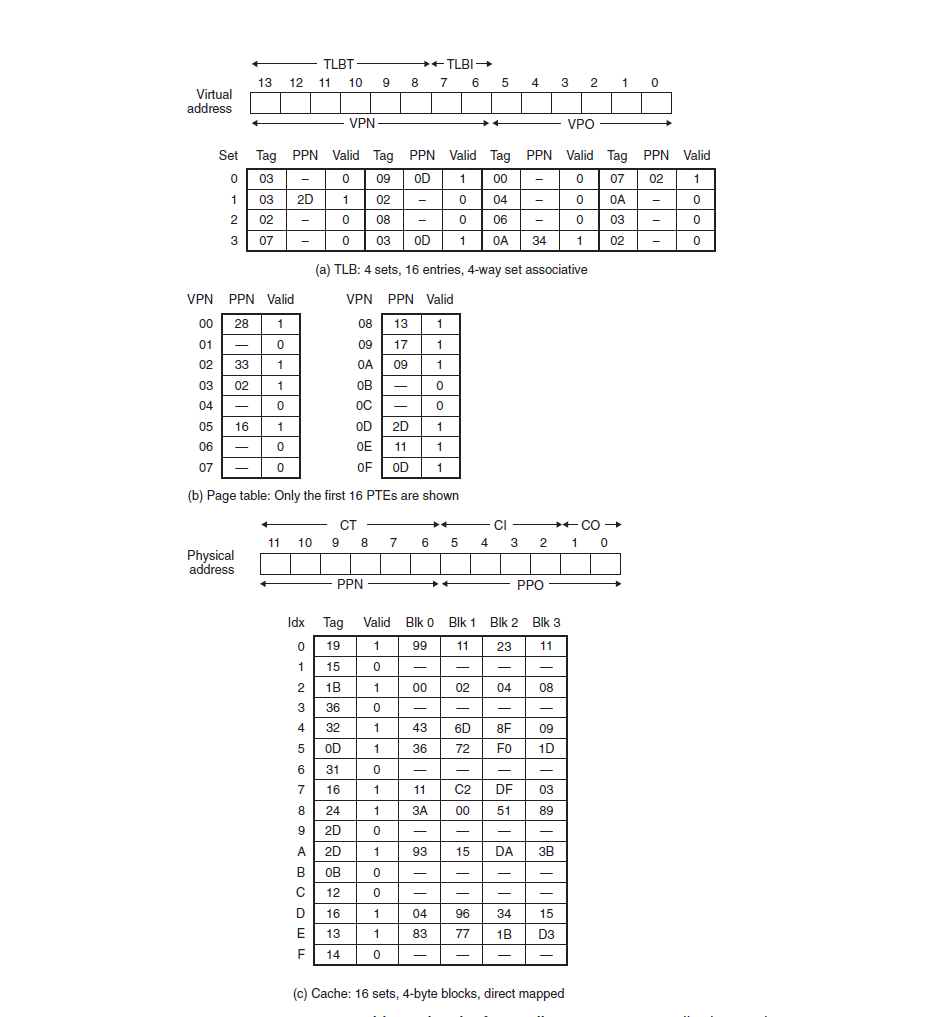 TLBT TLBI
13 12 11 10 9 8 7 6 5 4 3 2 1 0
Virtual
address
VPN VPO
Set Tag PPN Valid Tag PPN Valid Tag PPN Valid Tag PPN Valid
0 03 – 0 09 0D 1 00 – 0 07 02 1
1 03 2D 1 02 – 0 04 – 0 0A – 0
2 02 – 0 08 – 0 06 – 0 03 – 0
3 07 – 0 03 0D 1 0A 34 1 02 – 0
(a) TLB: 4 sets, 16 entries, 4-way set associative
VPN PPN Valid VPN PPN Valid
00 28 1 08 13 1
01 — 0 09 17 1
02 33 1 0A 09 1
03 02 1 0B — 0
04 — 0 0C — 0
05 16 1 0D 2D 1
06 — 0 0E 11 1
07 — 0 0F 0D 1
(b) Page table: Only the first 16 PTEs are shown
CT CI CO
11 10 9 8 7 6 5 4 3 2 1 0
Physical
address
PPN PPO
Idx Tag Valid Blk 0 Blk 1 Blk 2 Blk 3
0 19 1 99 11 23 11
1 15 0 — — — —
2 1B 1 00 02 04 08
3 36 0 — — — —
4 32 1 43 6D 8F 09
5 0D 1 36 72 F0 1D
6 31 0 — — — —
7 16 1 11 C2 DF 03
8 24 1 3A 00 51 89
9 2D 0 — — — —
A 2D 1 93 15 DA 3B
B 0B 0 — — — —
C 12 0 — — — —
D 16 1 04 96 34 15
E 13 1 83 77 1B D3
F 14 0 — — — —
(c) Cache: 16 sets, 4-byte blocks, direct mapped